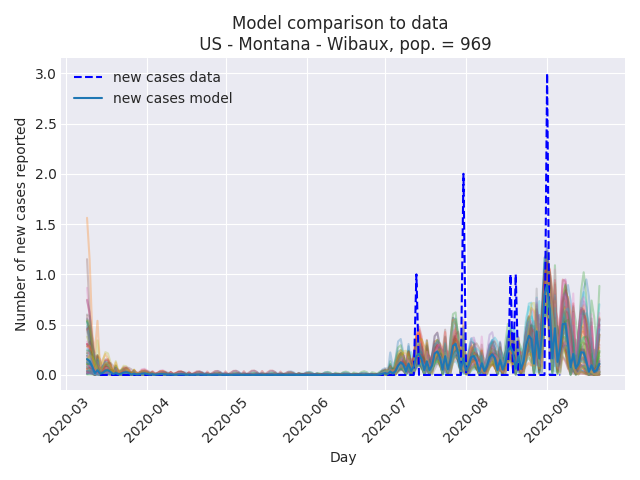 Model comparison to data
US - Montana - Wibaux, pop. = 969
new cases data
new cases model
Number of new cases reported
3.0
2.5
2.0
1.5
1.0
0.5
0.0
2020-03
2020-04
2020-05
2020-06
2020-07
2020-08
2020-09
Day